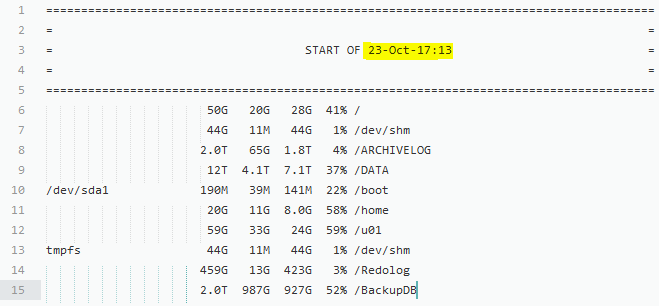 1 ================================================================================
2 = =
3 = START OF 23-Oct-17:13 =
4 = =
5 ================================================================================
6 50G 20G 28G 41% /
7 44G 11M 44G 1% /dev/shm
8 2.0T 65G 1.8T 4% /ARCHIVELOG
9 12T 4.1T 7.1T 37% /DATA
10 /dev/sda1 190M 39M 141M 22% /boot
11 20G 11G 8.0G 58% /home
12 59G 33G 24G 59% /u01
13 tmpfs 44G 11M 44G 1% /dev/shm
14 459G 13G 423G 3% /Redolog
15 2.0T 987G 927G 52% /BackupDB